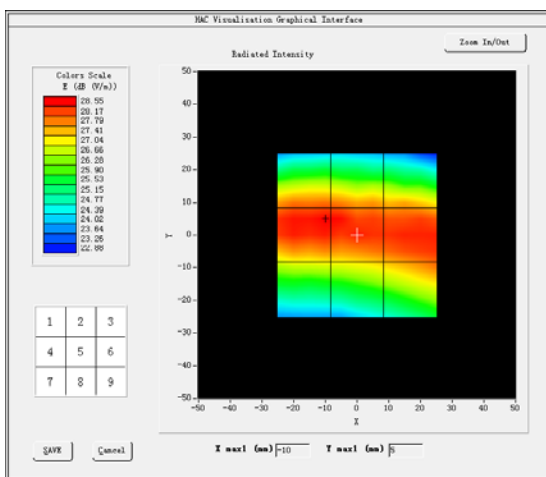 HAC Visualisation Graphical Interface
Zoom In/Out
Radiated Intensity
Colors Scale
E (dB (V/m))
28.55
28.17
27.79
27.41
27.04
26.66
26.28
25.90
25.53
25.15
24.77
24.39
24.02
23.64
23.26
22.88
50
40
30
20
10
Y
0
-10
-20
-30
-40
-50
-50 -40 -30 -20 -10 0 10 20 30 40 50
X
1 2 3
4 5 6
7 8 9
SAVE
Cancel
X max1 (mm) -10
Y max1 (mm) 5